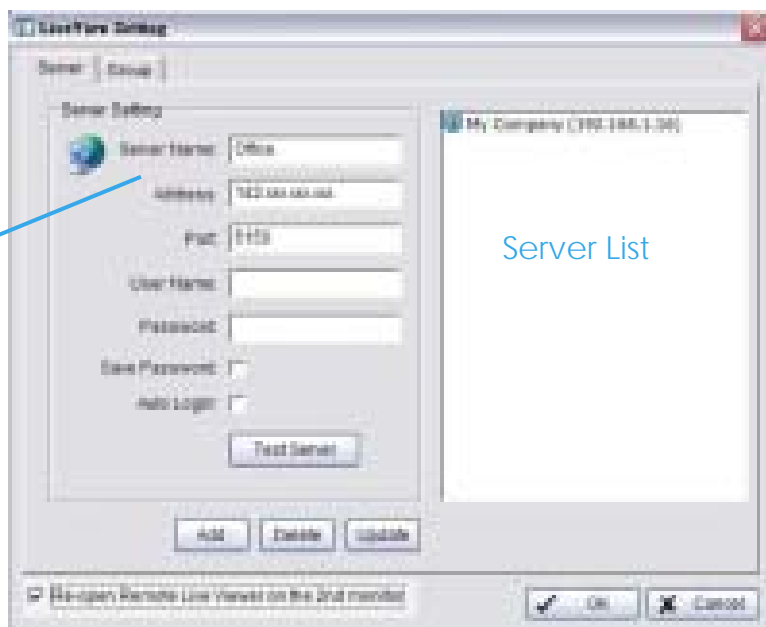 Setting
Server Group
Server Setting
Server Name: Office
Address:
Port:
User Name:
Password:
Save Password:
Auto Login:
Test Server
Add Delete Update
My Company
Server List
Re-open Remote Live Viewer on the 2nd monitor
OK Cancel